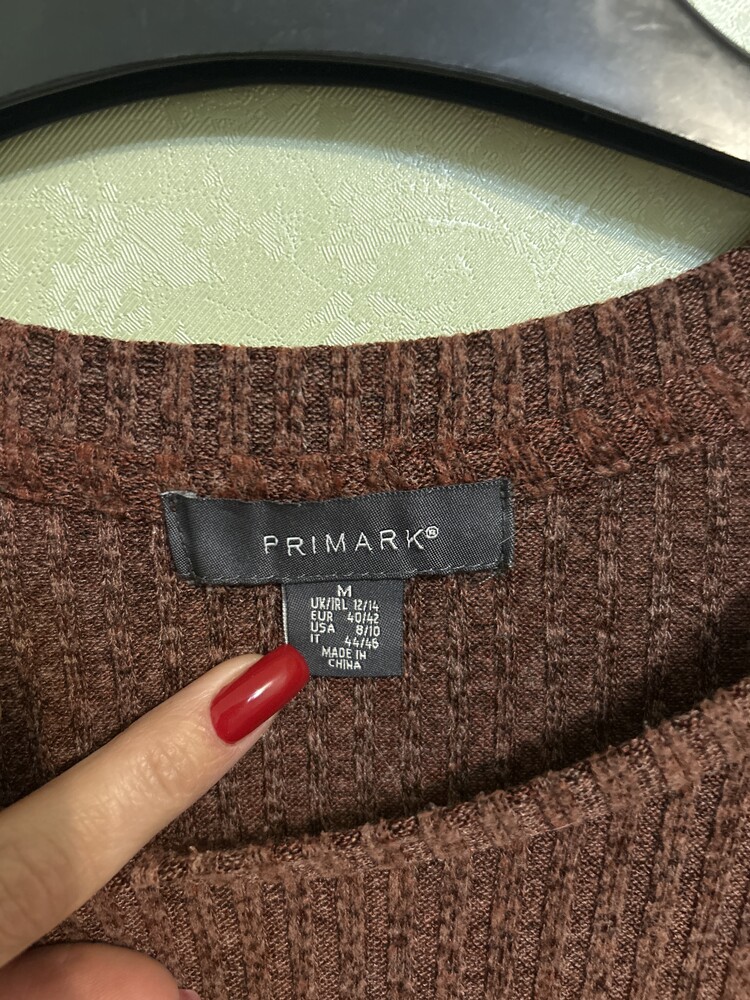 PRIMARK®
M
UK/IRL 12/14
EUR 40/42
USA 8/10
IT 44/46
MADE IN
CHINA